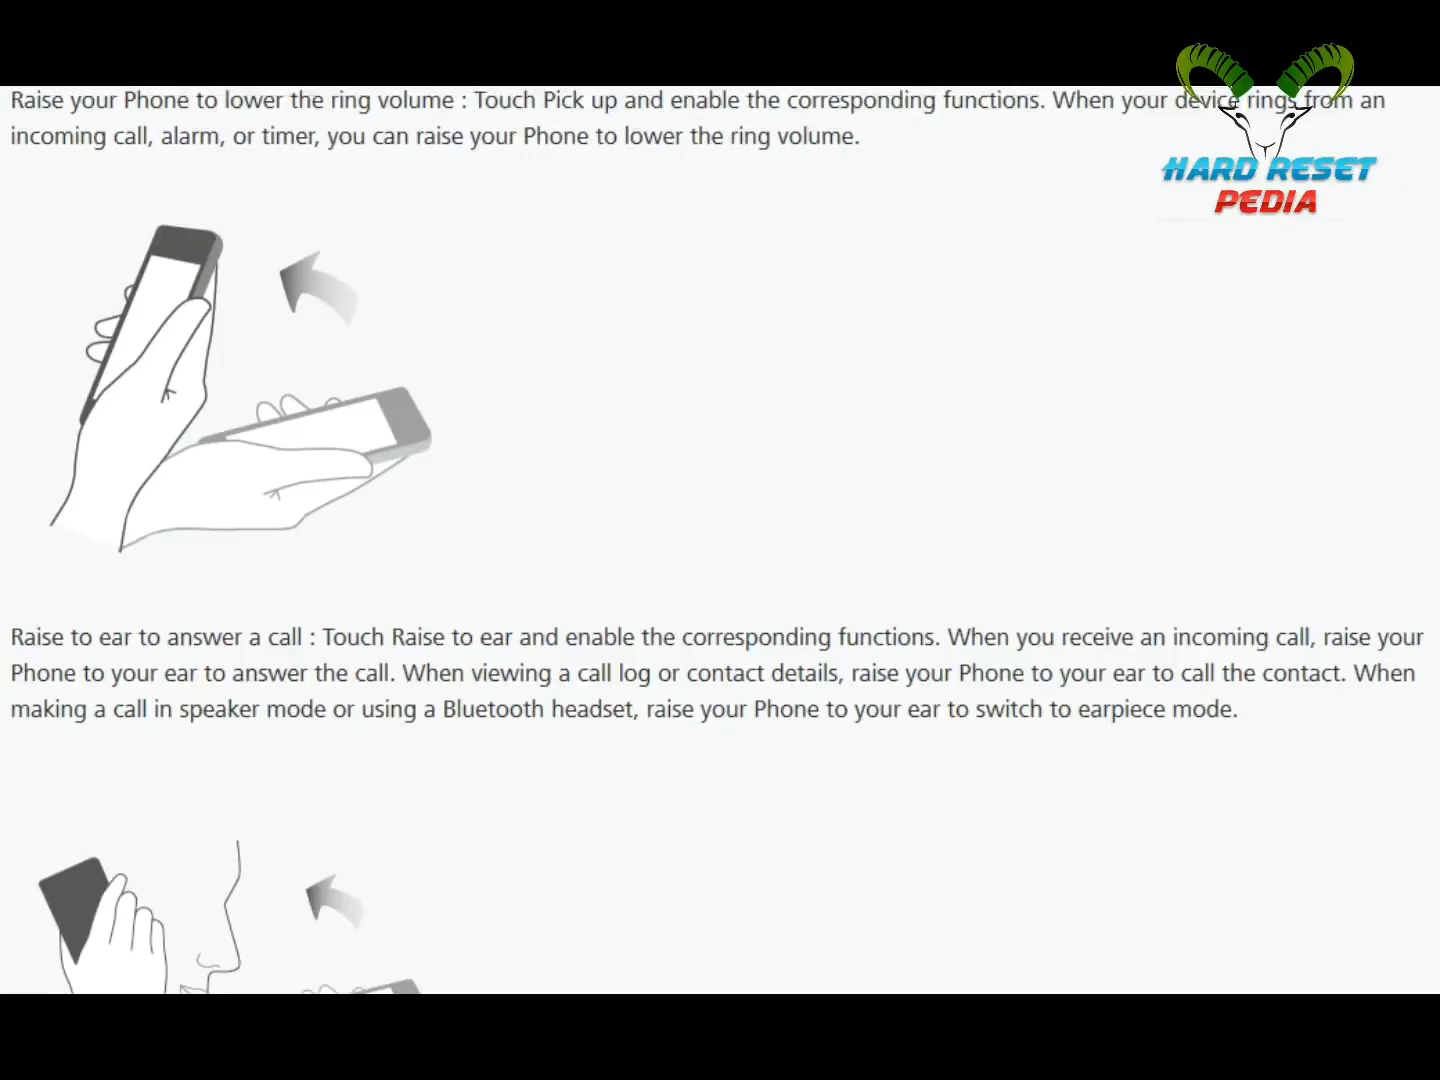 Raise your Phone to lower the ring volume : Touch Pick up and enable the corresponding functions. When your device rings from an
incoming call, alarm, or timer, you can raise your Phone to lower the ring volume.
HARD RESET
PEDIA
Raise to ear to answer a call : Touch Raise to ear and enable the corresponding functions. When you receive an incoming call, raise your
Phone to your ear to answer the call. When viewing a call log or contact details, raise your Phone to your ear to call the contact. When
making a call in speaker mode or using a Bluetooth headset, raise your Phone to your ear to switch to earpiece mode.